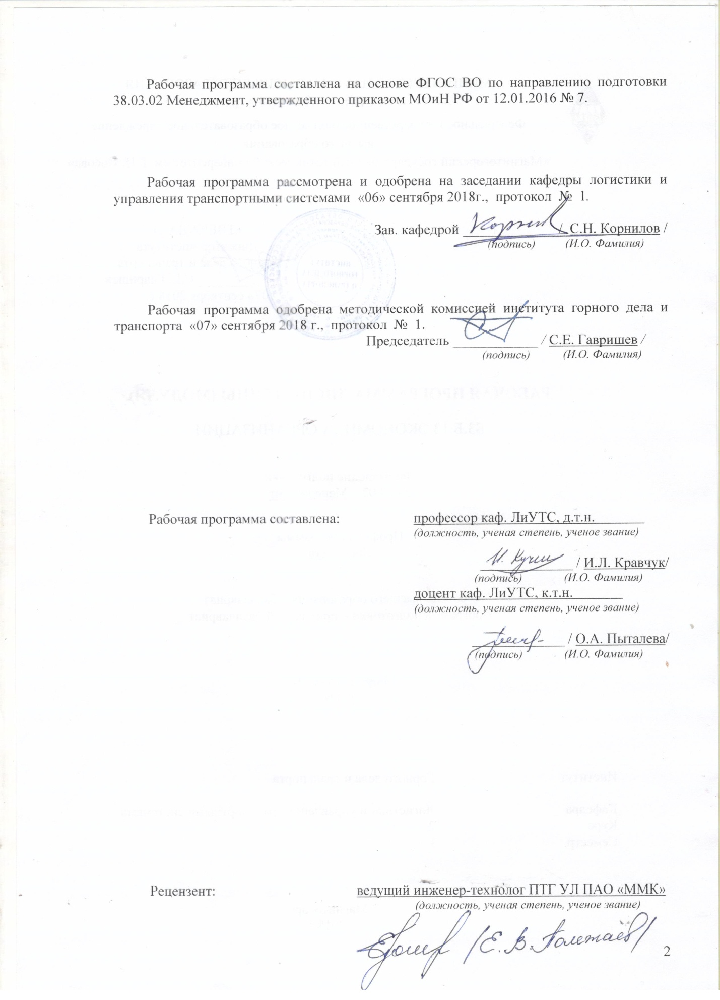 Рабочая программа составлена на основе ФГОС ВО по направлению подготовки
38.03.02 Менеджмент, утвержденного приказом МОиН РФ от 12.01.2016 № 7.
Рабочая программа рассмотрена и одобрена на заседании кафедры логистики и
управления транспортными системами «06» сентября 2018г., протокол № 1.
Зав. кафедрой ____________ / С.Н. Корнилов /
(подпись) (И.О. Фамилия)
Рабочая программа одобрена методической комиссией института горного дела и
транспорта «07» сентября 2018 г., протокол № 1.
Председатель ____________ / С.Е. Гавришев /
(подпись) (И.О. Фамилия)
Рабочая программа составлена: профессор каф. ЛиУТС, д.т.н.
(должность, ученая степень, ученое звание)
____________ / И.Л. Кравчук/
(подпись) (И.О. Фамилия)
доцент каф. ЛиУТС, к.т.н.
(должность, ученая степень, ученое звание)
____________ / О.А. Пыталева/
(подпись) (И.О. Фамилия)
Рецензент: ведущий инженер-технолог ПТГ УЛ ПАО «ММК»
(должность, ученая степень, ученое звание)
/Е.В. Полежаев/
2